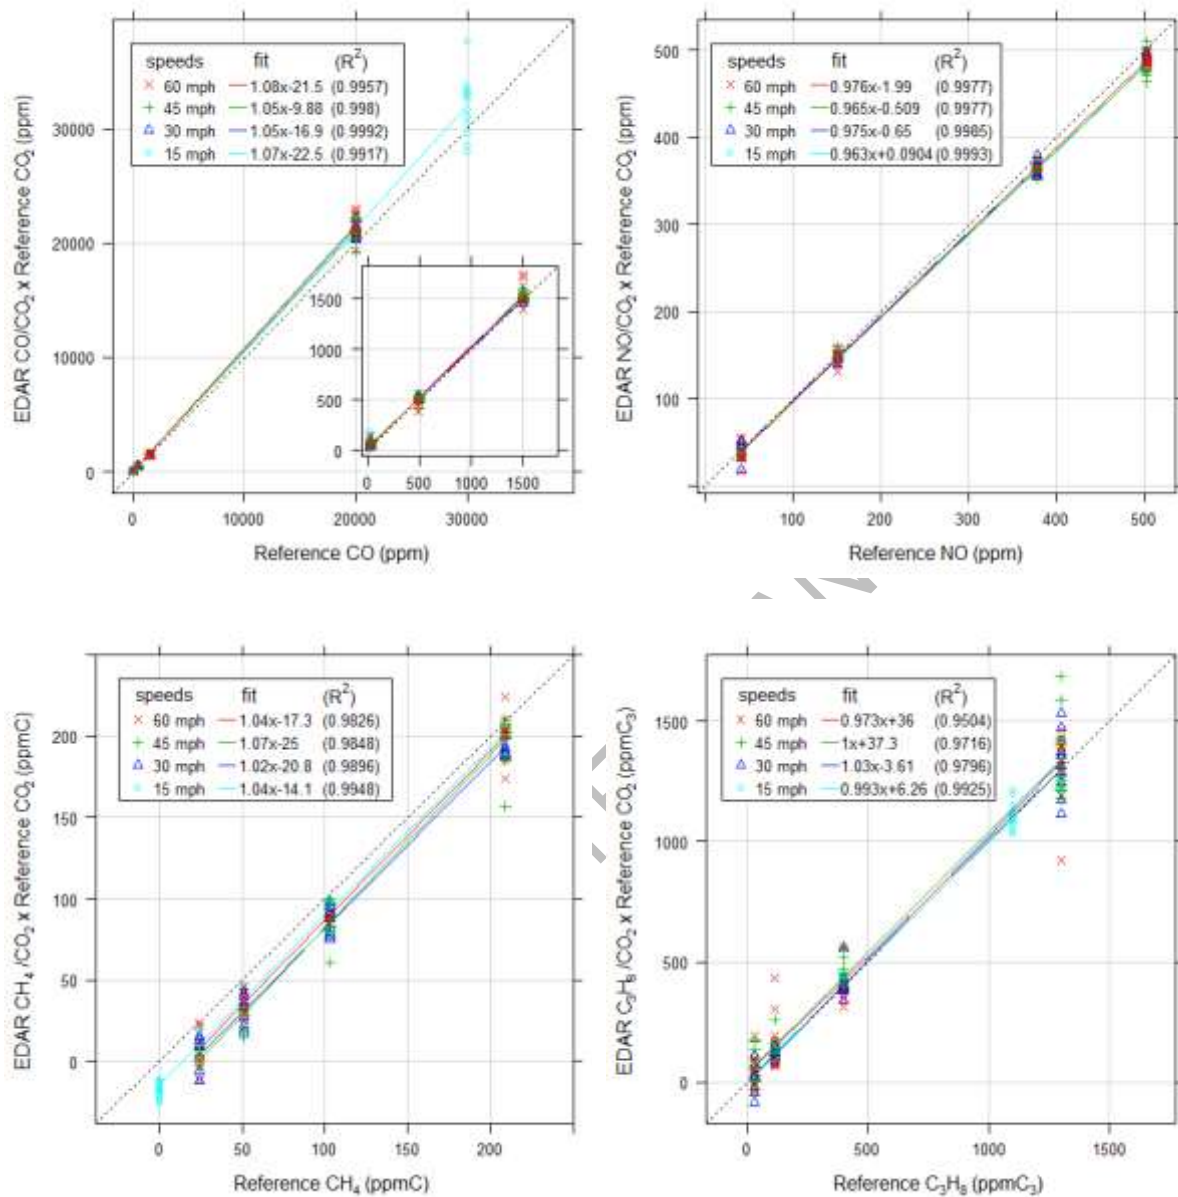 speeds fit (R²)
60 mph 1.08x-21.5 (0.9957)
45 mph 1.05x-9.88 (0.998)
30 mph 1.05x-16.9 (0.9992)
15 mph 1.07x-22.5 (0.9917)
EDAR CO/CO₂ x Reference CO₂ (ppm)
30000
20000
10000
0
1500
1000
500
0
0 500 1000 1500
0 10000 20000 30000
Reference CO (ppm)
speeds fit (R²)
60 mph 0.976x-1.99 (0.9977)
45 mph 0.965x-0.509 (0.9977)
30 mph 0.975x-0.65 (0.9985)
15 mph 0.963x+0.0904 (0.9993)
EDAR NO/CO₂ x Reference CO₂ (ppm)
500
400
300
200
100
100 200 300 400 500
Reference NO (ppm)
speeds fit (R²)
60 mph 1.04x-17.3 (0.9826)
45 mph 1.07x-25 (0.9848)
30 mph 1.02x-20.8 (0.9896)
15 mph 1.04x-14.1 (0.9948)
EDAR CH₄ /CO₂ x Reference CO₂ (ppmC)
200
150
100
50
0
0 50 100 150 200
Reference CH₄ (ppmC)
speeds fit (R²)
60 mph 0.973x+36 (0.9504)
45 mph 1x+37.3 (0.9716)
30 mph 1.03x-3.61 (0.9796)
15 mph 0.993x+6.26 (0.9925)
EDAR C₃H₈ /CO₂ x Reference CO₂ (ppmC₃)
1500
1000
500
0
0 500 1000 1500
Reference C₃H₈ (ppmC₃)